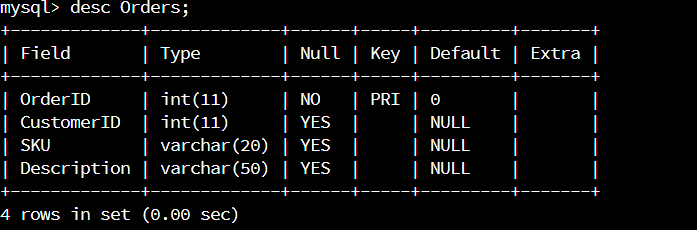 mysql> desc Orders;
+-------------+-------------+------+-----+---------+-------+
| Field       | Type        | Null | Key | Default | Extra |
+-------------+-------------+------+-----+---------+-------+
| OrderID     | int(11)     | NO   | PRI | 0       |       |
| CustomerID  | int(11)     | YES  |     | NULL    |       |
| SKU         | varchar(20) | YES  |     | NULL    |       |
| Description | varchar(50) | YES  |     | NULL    |       |
+-------------+-------------+------+-----+---------+-------+
4 rows in set (0.00 sec)